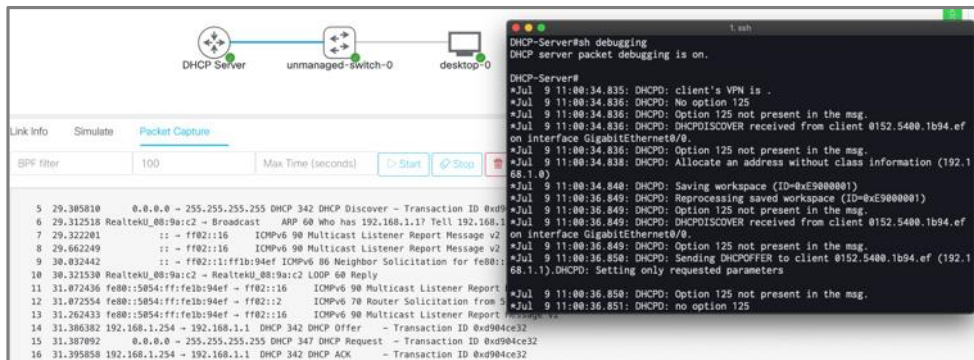 DHCP Server
unmanaged-switch-0
desktop-0
Link Info Simulate Packet Capture
BPF filter 100 Max Time (seconds) Start Stop
5 29.305810 0.0.0.0 → 255.255.255.255 DHCP 342 DHCP Discover – Transaction ID 0xd9
6 29.312518 RealtekU_08:9a:c2 → Broadcast ARP 60 Who has 192.168.1.1? Tell 192.168.1
7 29.322201 :: → ff02::16 ICMPv6 90 Multicast Listener Report Message v2
8 29.662249 :: → ff02::16 ICMPv6 90 Multicast Listener Report Message v2
9 30.032442 :: → ff02::1:ff1b:94ef ICMPv6 86 Neighbor Solicitation for fe80::
10 30.321530 RealtekU_08:9a:c2 → RealtekU_08:9a:c2 LOOP 60 Reply
11 31.072436 fe80::5054:ff:fe1b:94ef → ff02::16 ICMPv6 90 Multicast Listener Report
12 31.072554 fe80::5054:ff:fe1b:94ef → ff02::2 ICMPv6 70 Router Solicitation from 5
13 31.262433 fe80::5054:ff:fe1b:94ef → ff02::16 ICMPv6 90 Multicast Listener Report Message v2
14 31.386382 192.168.1.254 → 192.168.1.1 DHCP 342 DHCP Offer – Transaction ID 0xd904ce32
15 31.387092 0.0.0.0 → 255.255.255.255 DHCP 347 DHCP Request – Transaction ID 0xd904ce32
16 31.395858 192.168.1.254 → 192.168.1.1 DHCP 342 DHCP ACK – Transaction ID 0xd904ce32
1. ssh
DHCP-Server#sh debugging
DHCP server packet debugging is on.
DHCP-Server#
*Jul 9 11:00:34.835: DHCPD: client's VPN is .
*Jul 9 11:00:34.836: DHCPD: No option 125
*Jul 9 11:00:34.836: DHCPD: Option 125 not present in the msg.
*Jul 9 11:00:34.836: DHCPD: DHCPDISCOVER received from client 0152.5400.1b94.ef
on interface GigabitEthernet0/0.
*Jul 9 11:00:34.836: DHCPD: Option 125 not present in the msg.
*Jul 9 11:00:34.838: DHCPD: Allocate an address without class information (192.1
68.1.0)
*Jul 9 11:00:34.840: DHCPD: Saving workspace (ID=0xE9000001)
*Jul 9 11:00:36.849: DHCPD: Reprocessing saved workspace (ID=0xE9000001)
*Jul 9 11:00:36.849: DHCPD: DHCPDISCOVER received from client 0152.5400.1b94.ef
on interface GigabitEthernet0/0.
*Jul 9 11:00:36.849: DHCPD: Option 125 not present in the msg.
*Jul 9 11:00:36.850: DHCPD: Sending DHCPOFFER to client 0152.5400.1b94.ef (192.1
68.1.1).DHCPD: Setting only requested parameters
*Jul 9 11:00:36.850: DHCPD: Option 125 not present in the msg.
*Jul 9 11:00:36.851: DHCPD: no option 125